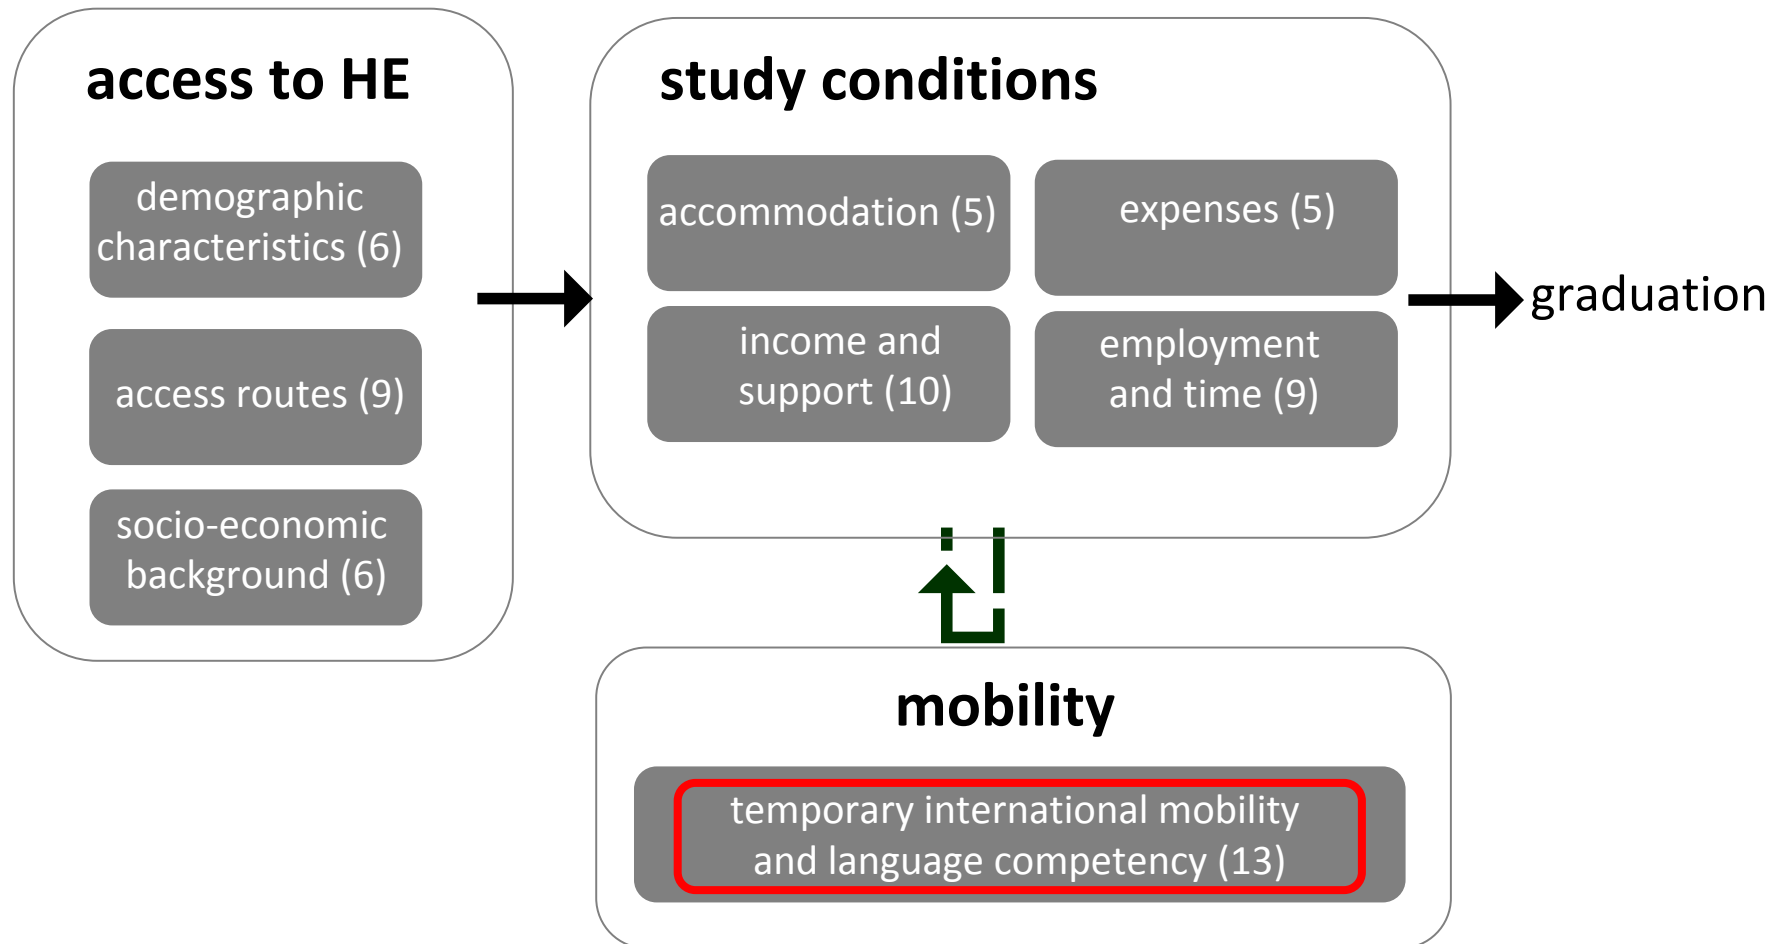 access to HE
demographic
characteristics (6)
access routes (9)
socio-economic
background (6)
study conditions
accommodation (5)
expenses (5)
income and
support (10)
employment
and time (9)
graduation
mobility
temporary international mobility
and language competency (13)